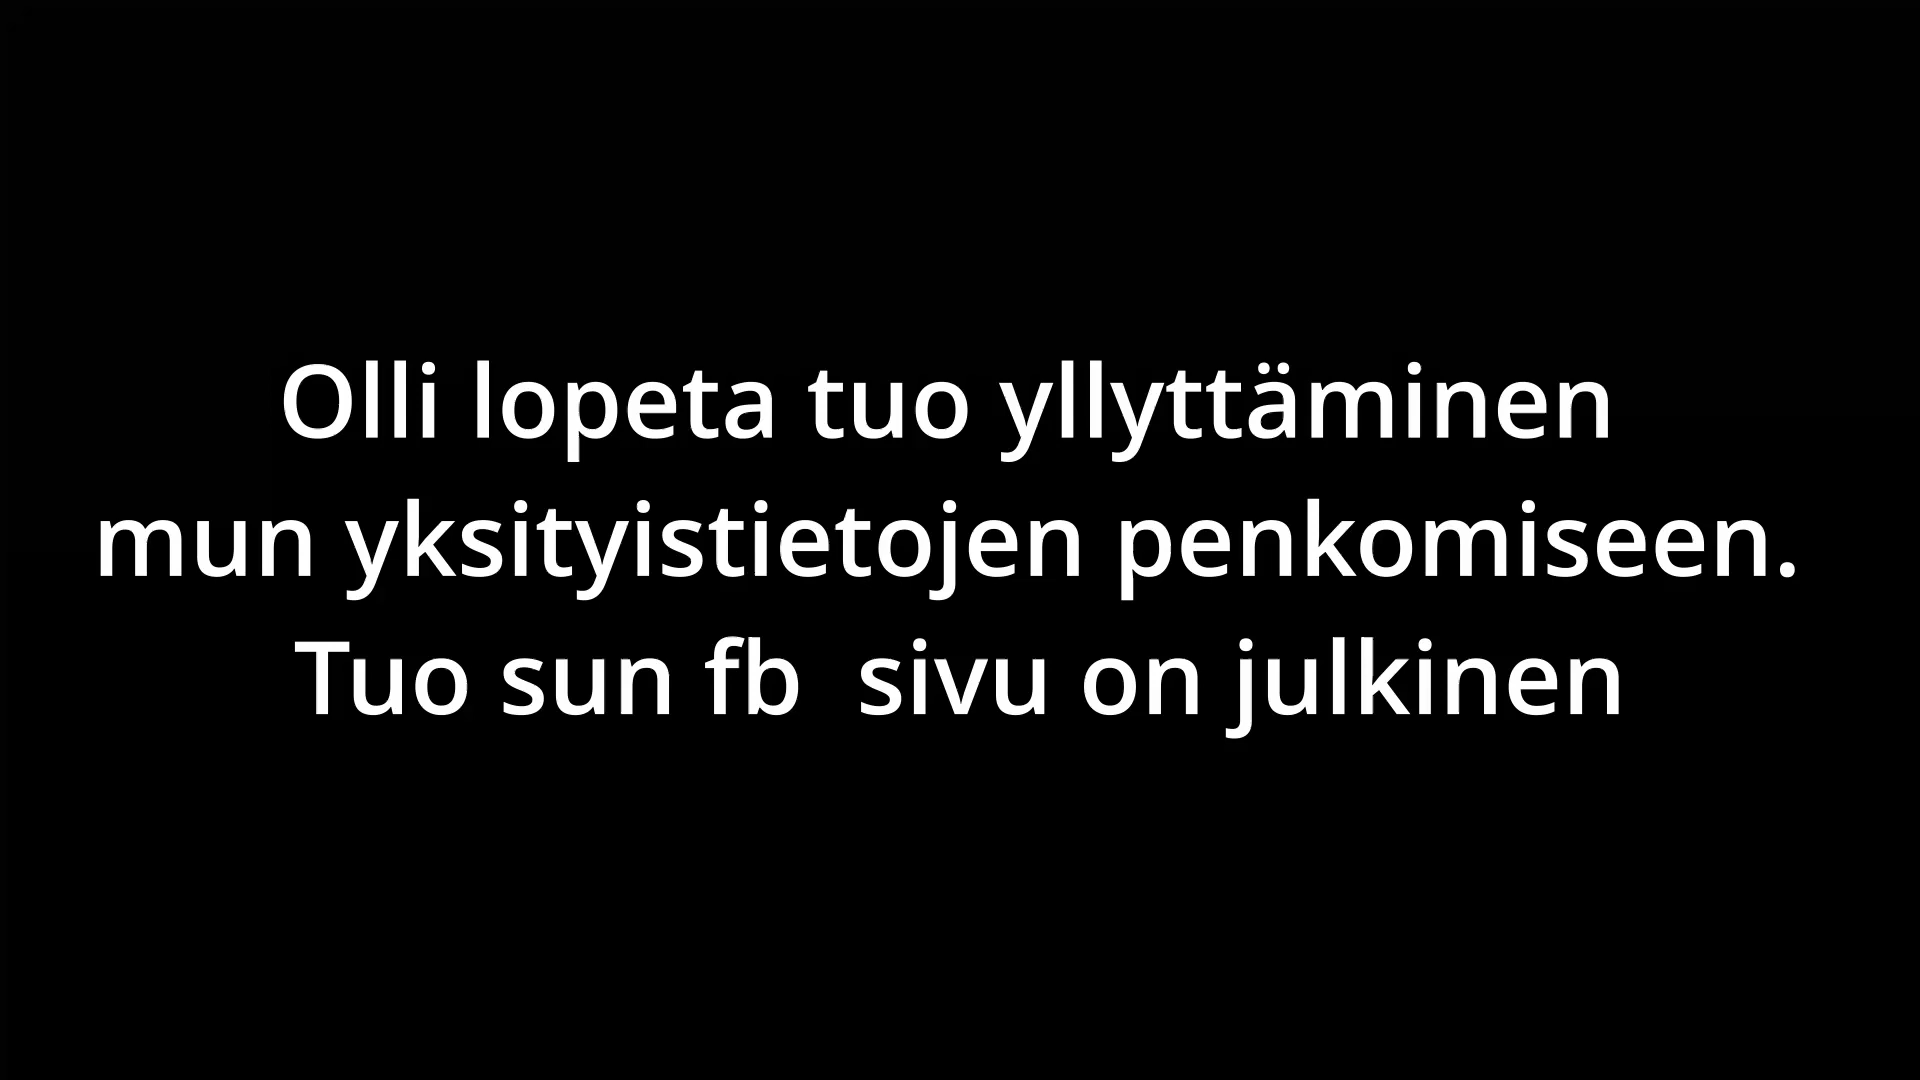 Olli lopeta tuo yllyttäminen
mun yksityistietojen penkomiseen.
Tuo sun fb  sivu on julkinen